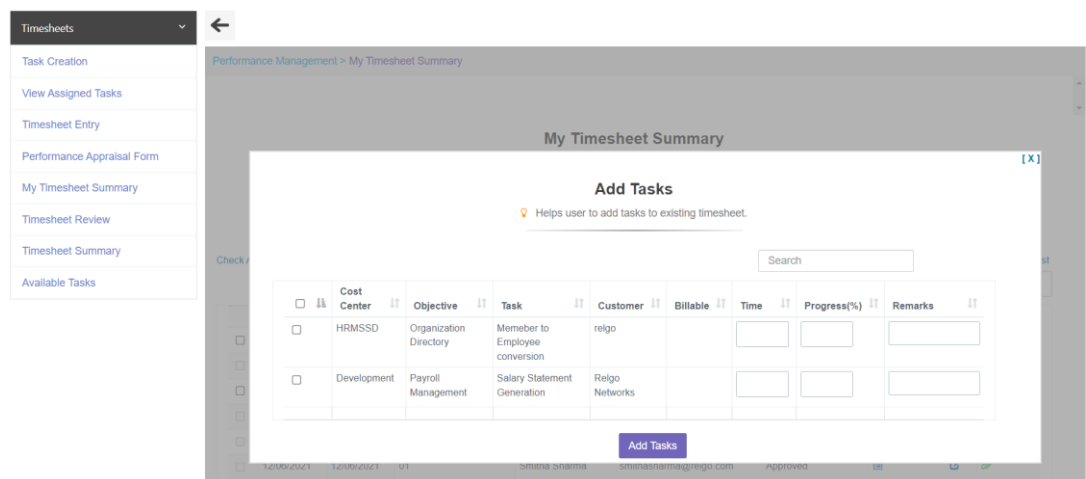 Timesheets
Task Creation
View Assigned Tasks
Timesheet Entry
Performance Appraisal Form
My Timesheet Summary
Timesheet Review
Timesheet Summary
Available Tasks
Performance Management > My Timesheet Summary
My Timesheet Summary
[ X ]
Add Tasks
Helps user to add tasks to existing timesheet.
Search
Check
Cost Center Objective Task Customer Billable Time Progress(%) Remarks
HRMSSD Organization Memeber to relgo
Directory Employee
conversion
Development Payroll Salary Statement Relgo
Management Generation Networks
Add Tasks
12/06/2021 12/06/2021 01 Smitha Sharma smithasharma@relgo.com Approved